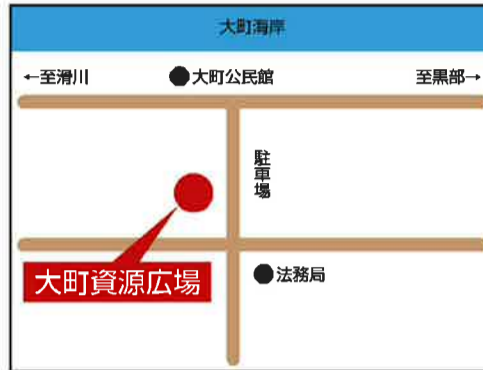 大町海岸
←至滑川
●大町公民館
至黒部→
駐車場
大町資源広場
●法務局